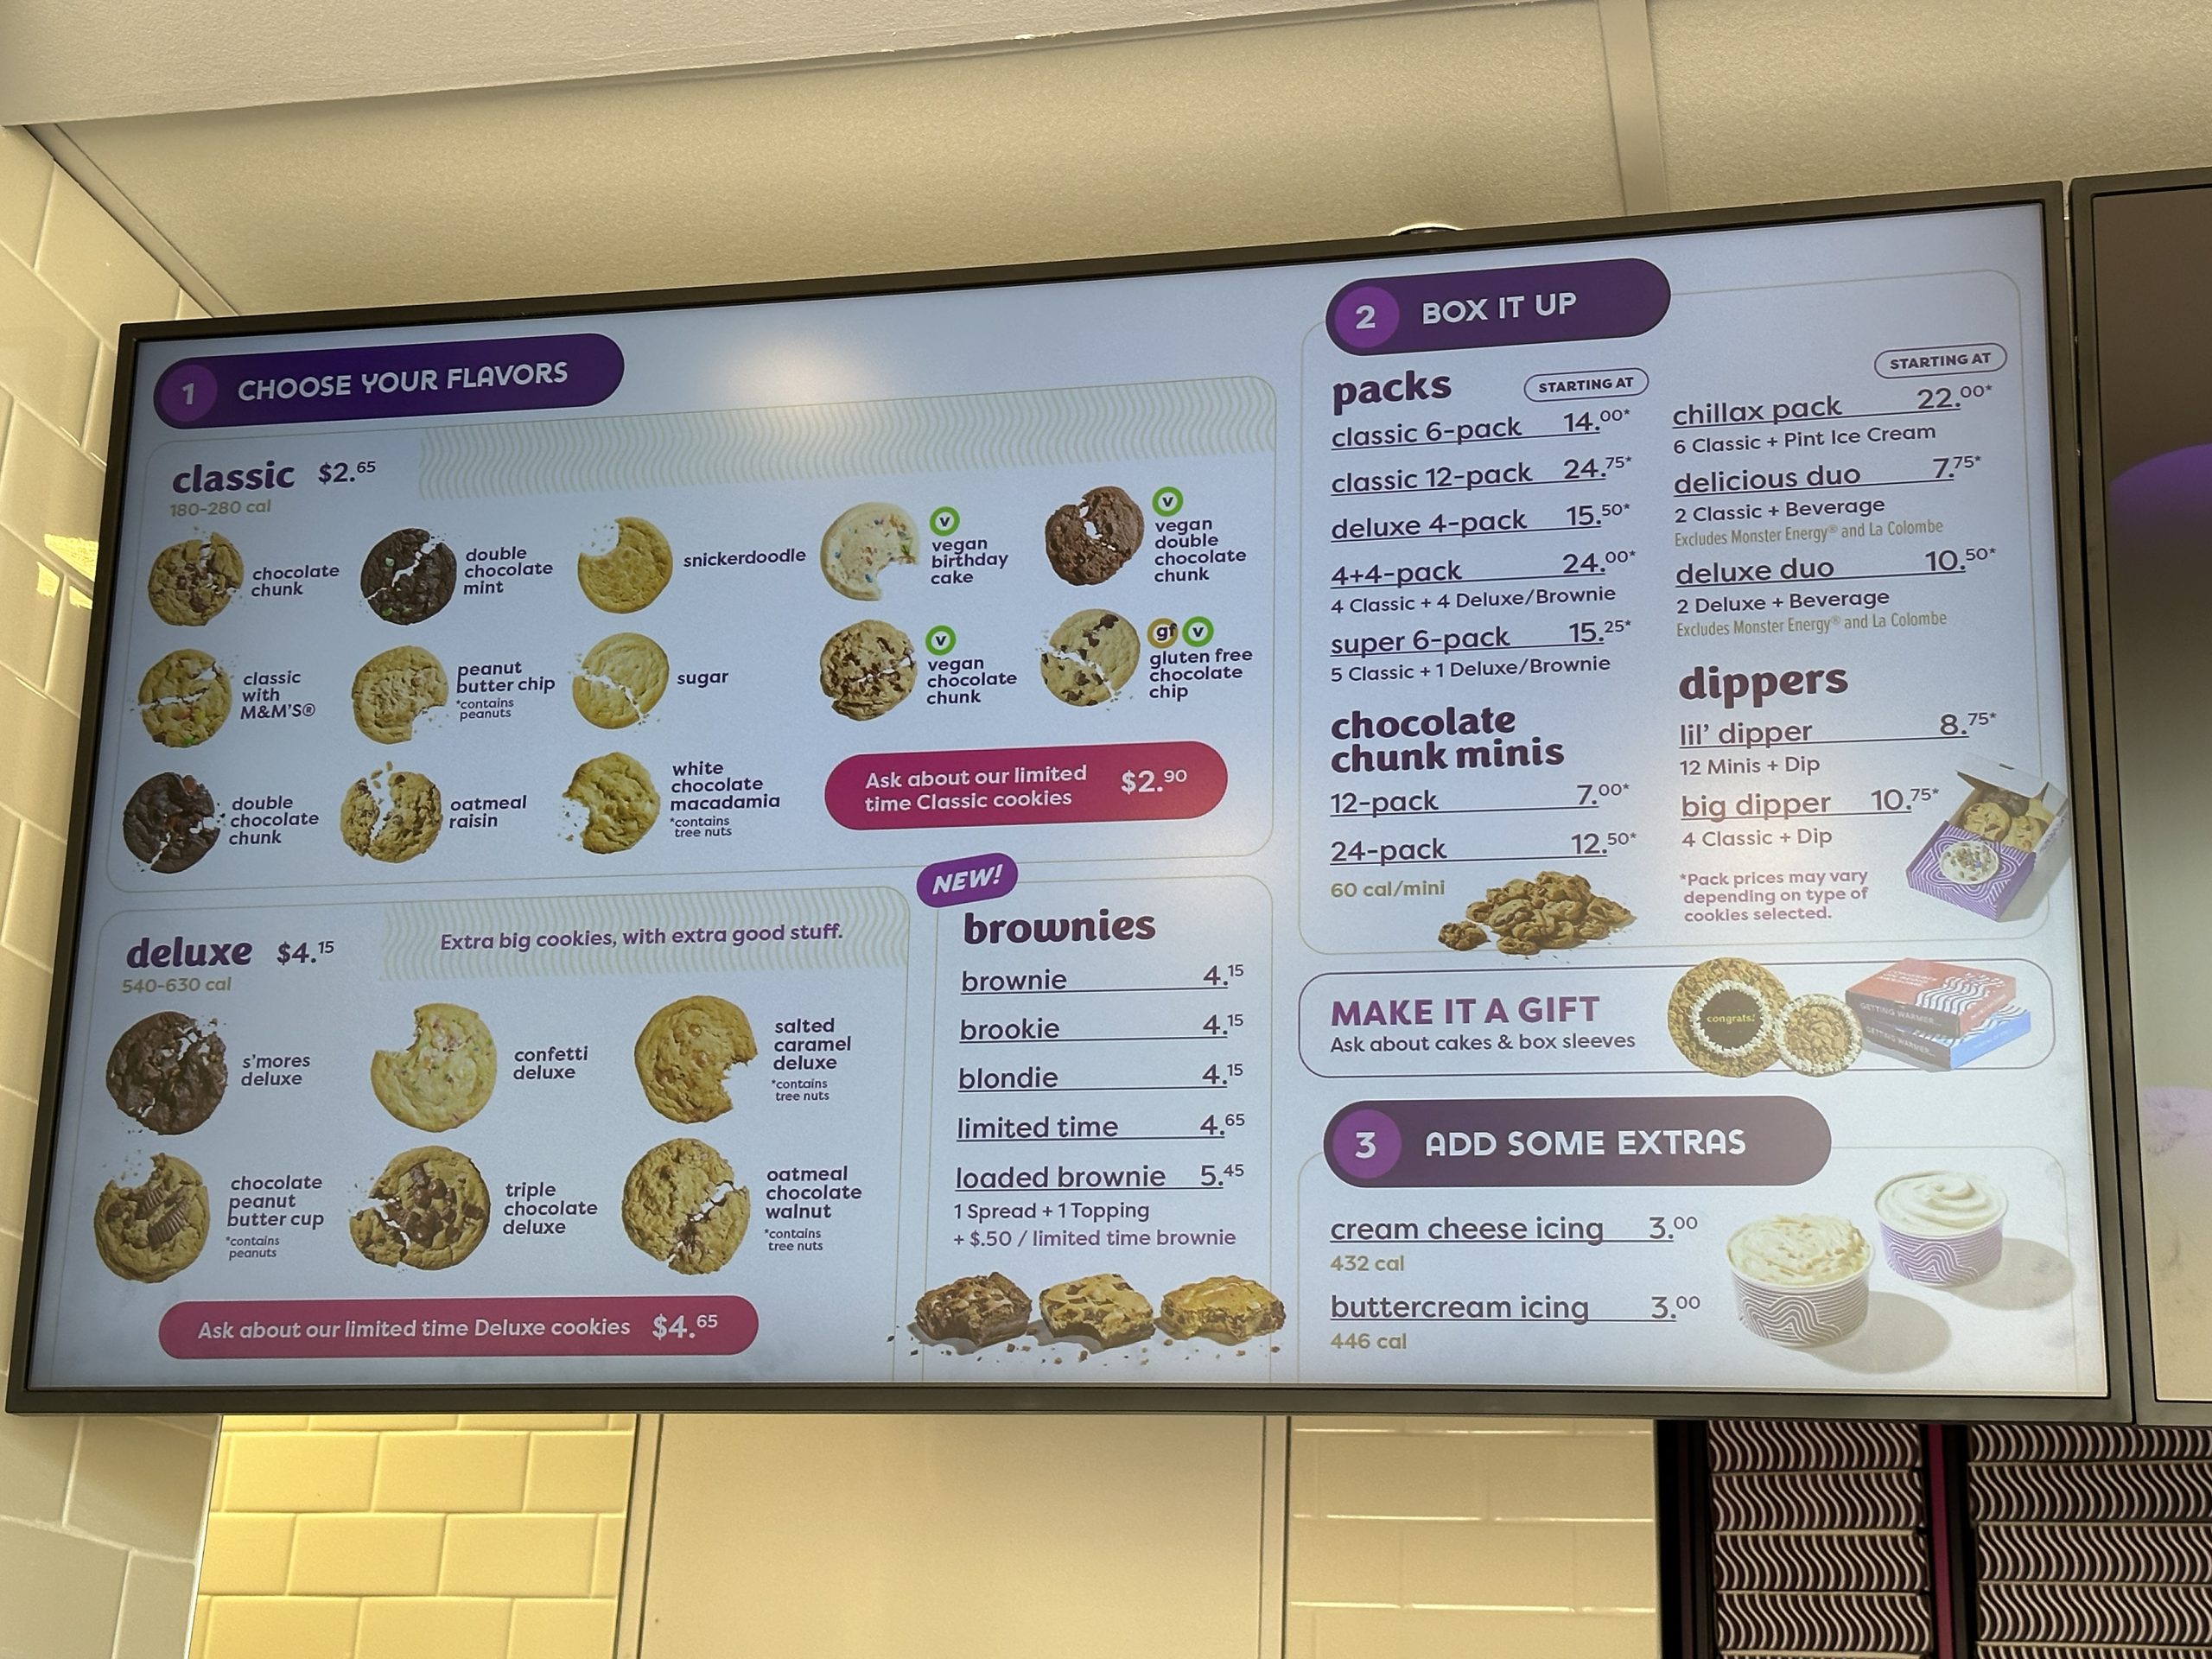 1 CHOOSE YOUR FLAVORS
classic $2.65
180-280 cal
chocolate
chunk
double
chocolate
mint
snickerdoodle
v
vegan
birthday
cake
v
vegan
double
chocolate
chunk
classic
with
M&M'S®
peanut
butter chip
*contains
peanuts
sugar
v
vegan
chocolate
chunk
gf v
gluten free
chocolate
chip
double
chocolate
chunk
oatmeal
raisin
white
chocolate
macadamia
*contains
tree nuts
Ask about our limited
time Classic cookies
$2.90
deluxe $4.15
540-630 cal
Extra big cookies, with extra good stuff.
s'mores
deluxe
confetti
deluxe
salted
caramel
deluxe
*contains
tree nuts
chocolate
peanut
butter cup
*contains
peanuts
triple
chocolate
deluxe
oatmeal
chocolate
walnut
*contains
tree nuts
Ask about our limited time Deluxe cookies $4.65
NEW!
brownies
brownie 4.15
brookie 4.15
blondie 4.15
limited time 4.65
loaded brownie 5.45
1 Spread + 1 Topping
+ $.50 / limited time brownie
2 BOX IT UP
packs STARTING AT
classic 6-pack 14.00*
classic 12-pack 24.75*
deluxe 4-pack 15.50*
4+4-pack 24.00*
4 Classic + 4 Deluxe/Brownie
super 6-pack 15.25*
5 Classic + 1 Deluxe/Brownie
chocolate
chunk minis
12-pack 7.00*
24-pack 12.50*
60 cal/mini
STARTING AT
chillax pack 22.00*
6 Classic + Pint Ice Cream
delicious duo 7.75*
2 Classic + Beverage
Excludes Monster Energy® and La Colombe
deluxe duo 10.50*
2 Deluxe + Beverage
Excludes Monster Energy® and La Colombe
dippers
lil' dipper 8.75*
12 Minis + Dip
big dipper 10.75*
4 Classic + Dip
*Pack prices may vary
depending on type of
cookies selected.
MAKE IT A GIFT
Ask about cakes & box sleeves
congrats!
GETTING WARMER...
GETTING WARMER...
3 ADD SOME EXTRAS
cream cheese icing 3.00
432 cal
buttercream icing 3.00
446 cal